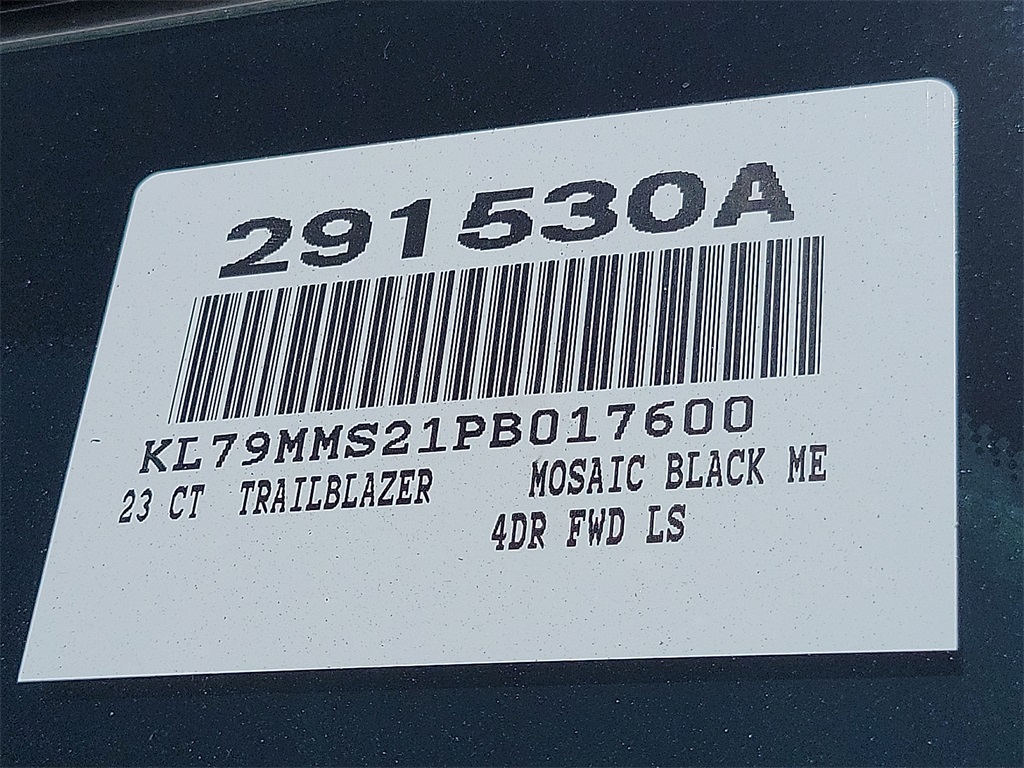 291530A
KL79MMS21PB017600
23 CT TRAILBLAZER MOSAIC BLACK ME
4DR FWD LS